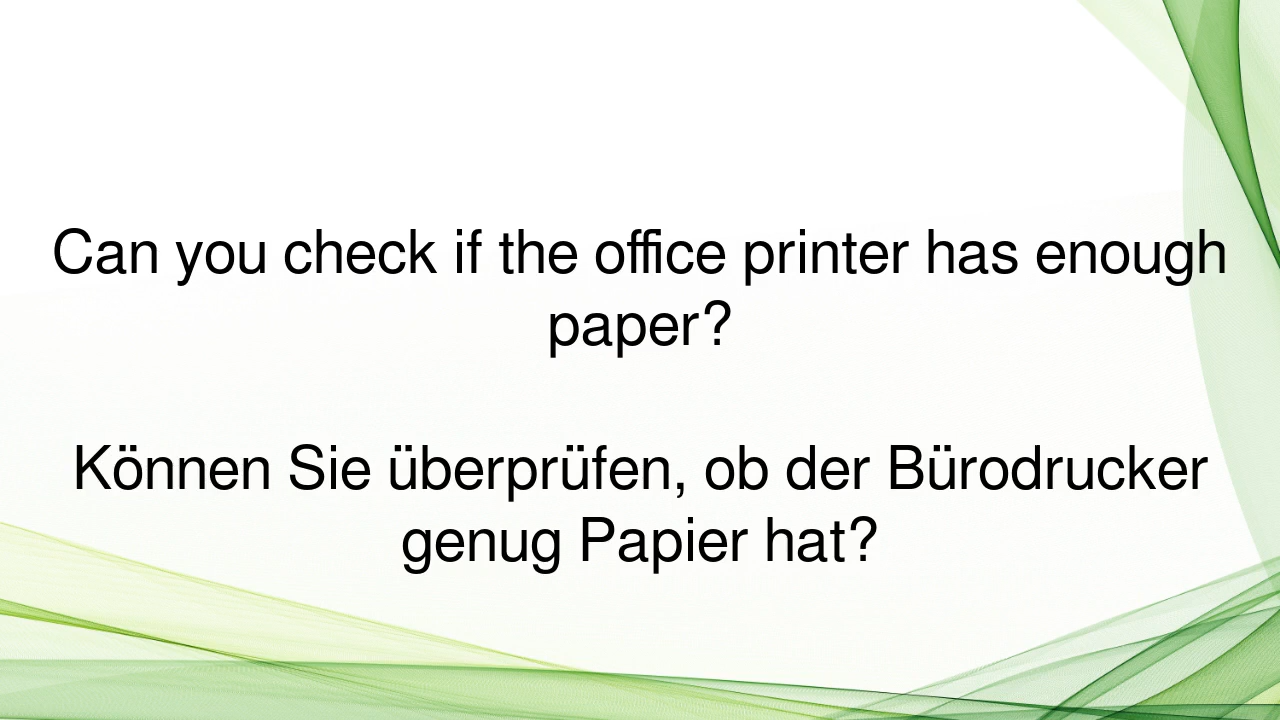 Can you check if the office printer has enough
paper?
Können Sie überprüfen, ob der Bürodrucker
genug Papier hat?